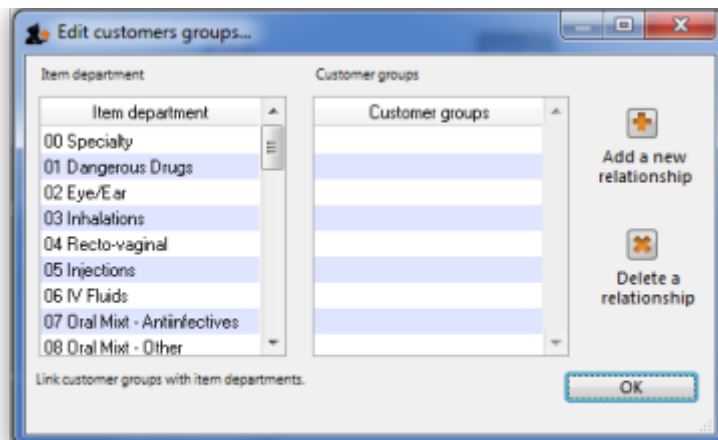 Edit customers groups...
Item department
Customer groups
Item department
Customer groups
00 Specialty
01 Dangerous Drugs
02 Eye/Ear
03 Inhalations
04 Recto-vaginal
05 Injections
06 IV Fluids
07 Oral Mixt - Antiinfectives
08 Oral Mixt - Other
Add a new
relationship
Delete a
relationship
Link customer groups with item departments.
OK